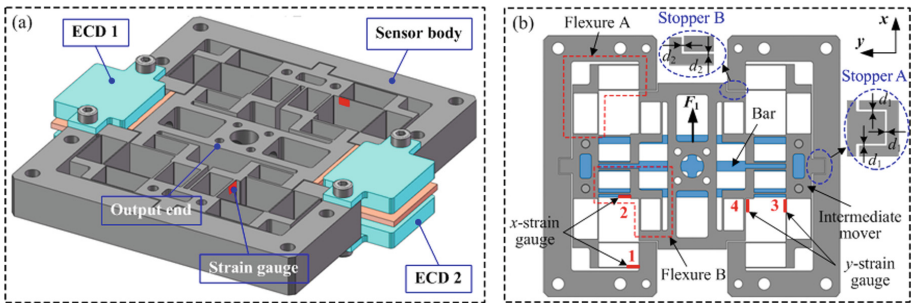 (a)
ECD 1
Sensor body
Output end
Strain gauge
ECD 2
(b)
Flexure A
Stopper B
d2
d2
x
y
Stopper A
d1
d
d1
F1
Bar
2
4
3
1
x-strain
gauge
Flexure B
Intermediate
mover
y-strain
gauge